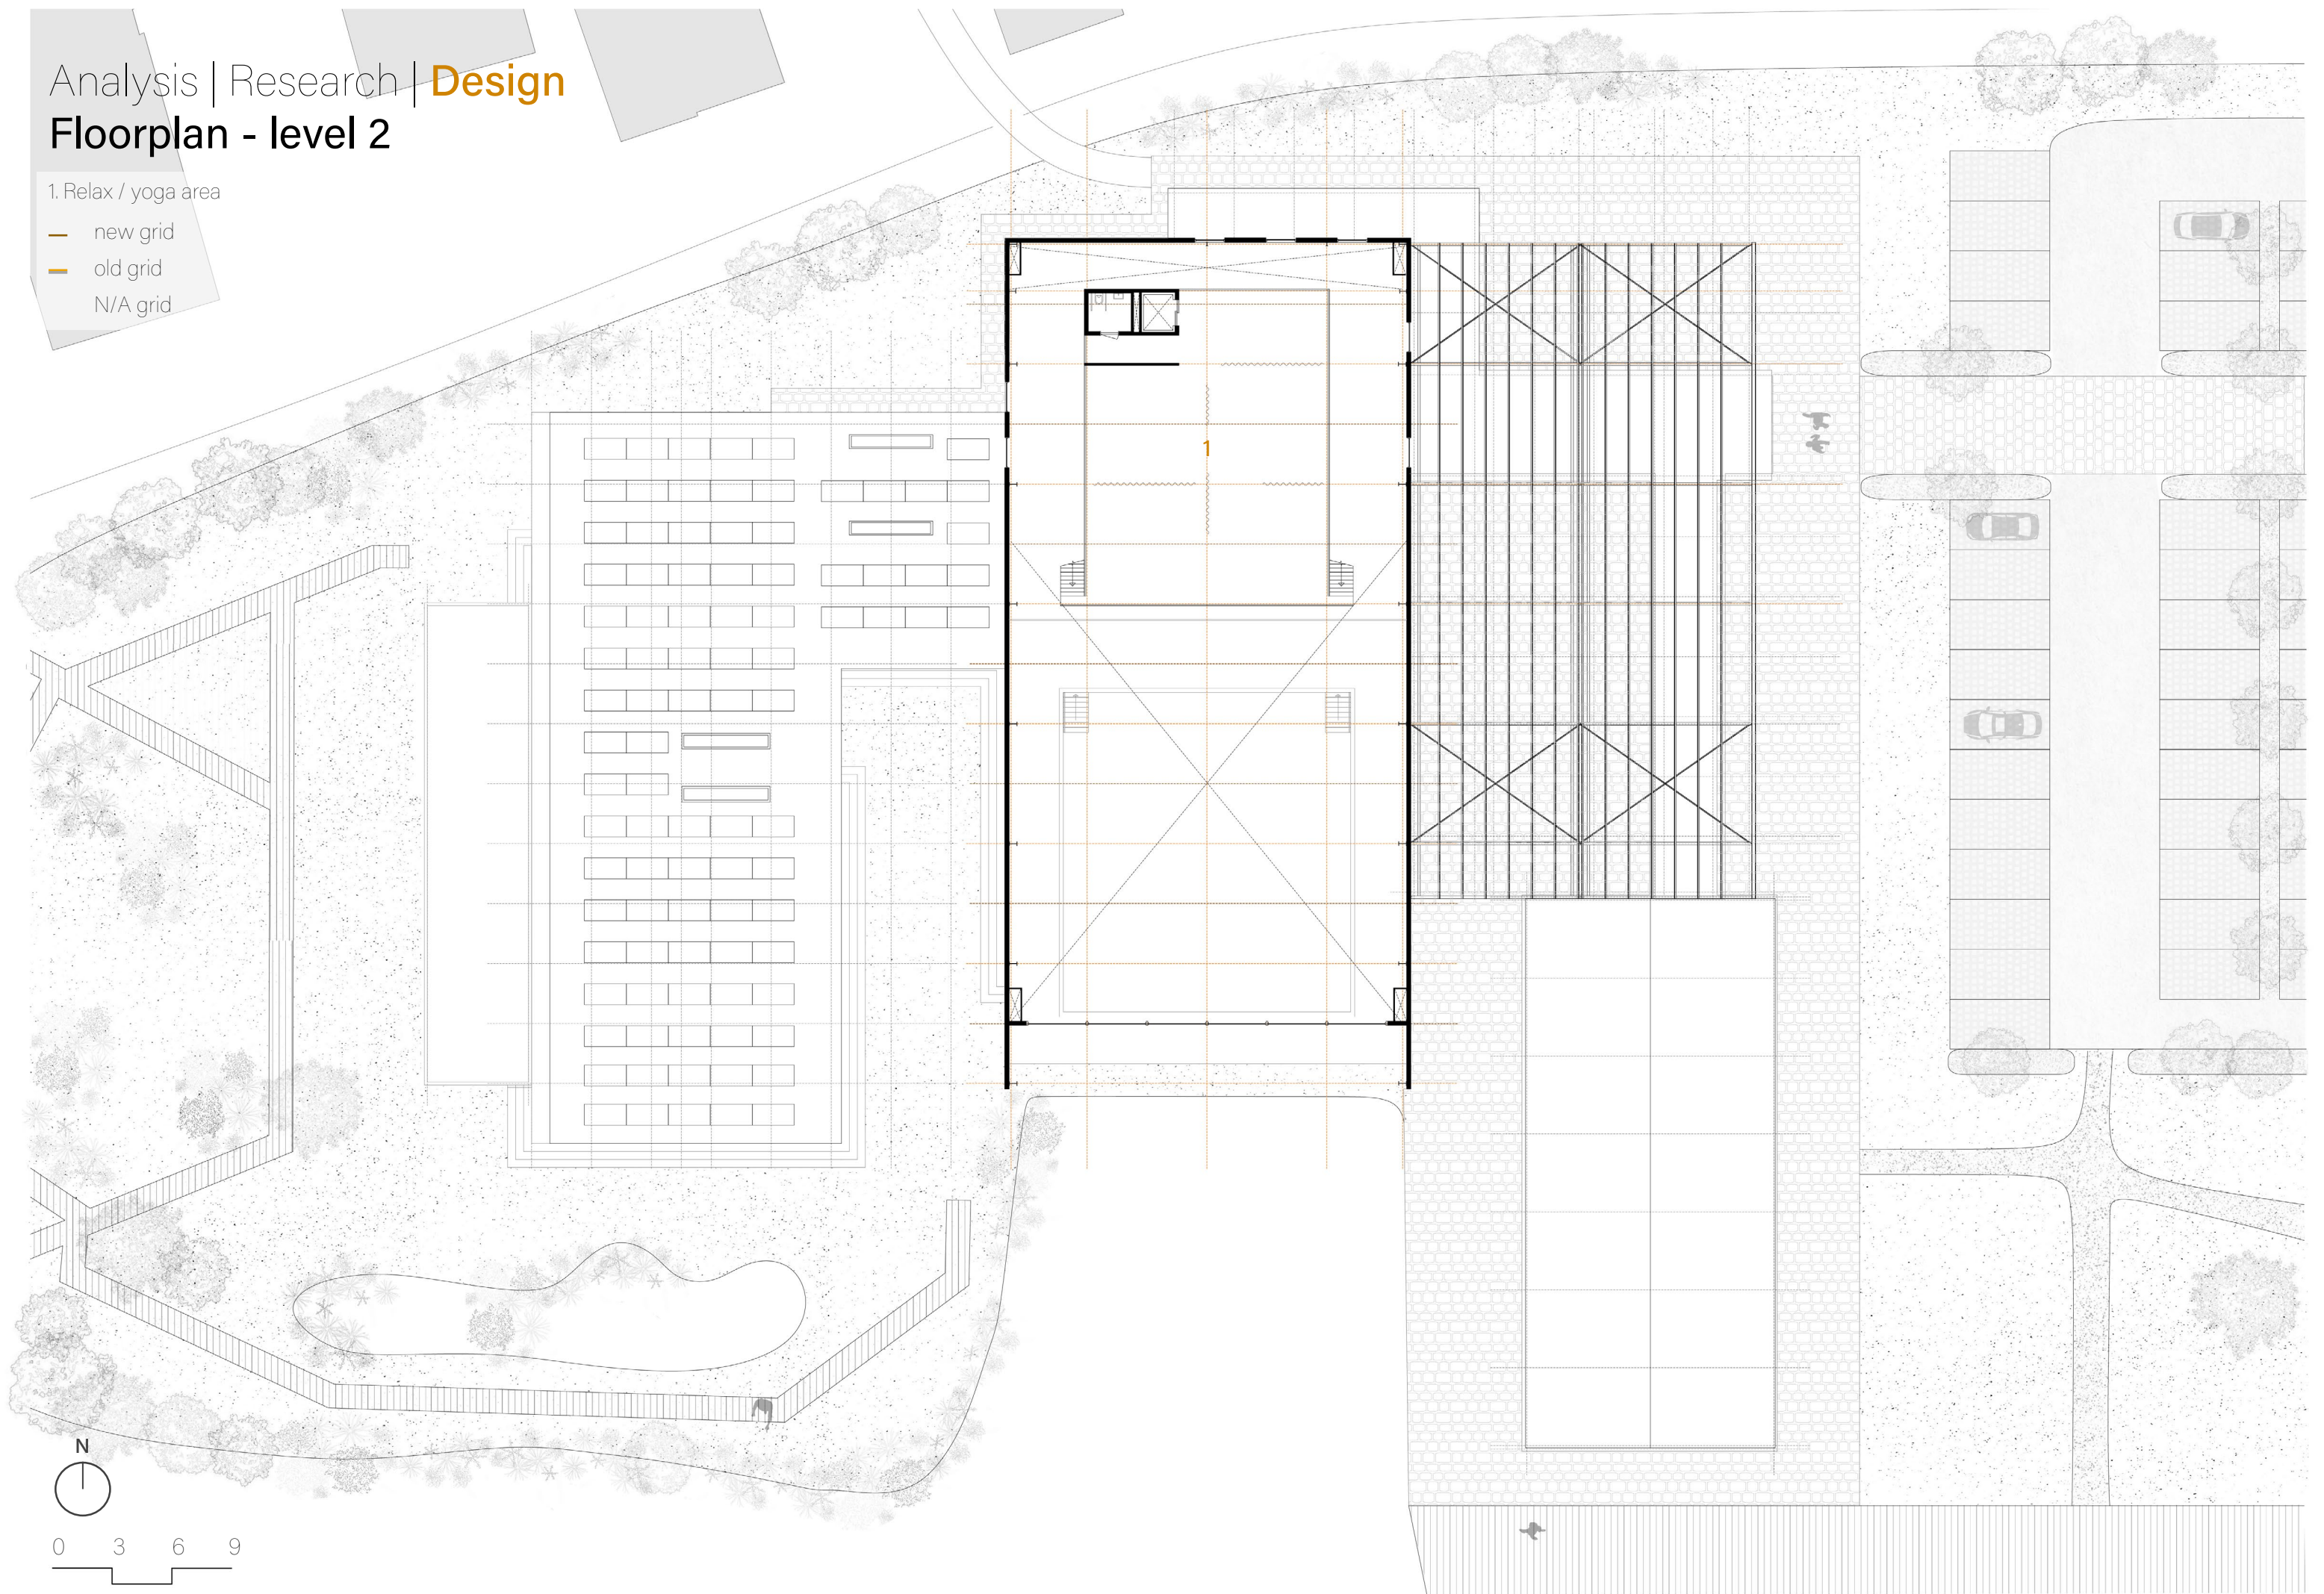 Analysis | Research | Design
Floorplan - level 2
1. Relax / yoga area
new grid
old grid
N/A grid
1
N
0 3 6 9